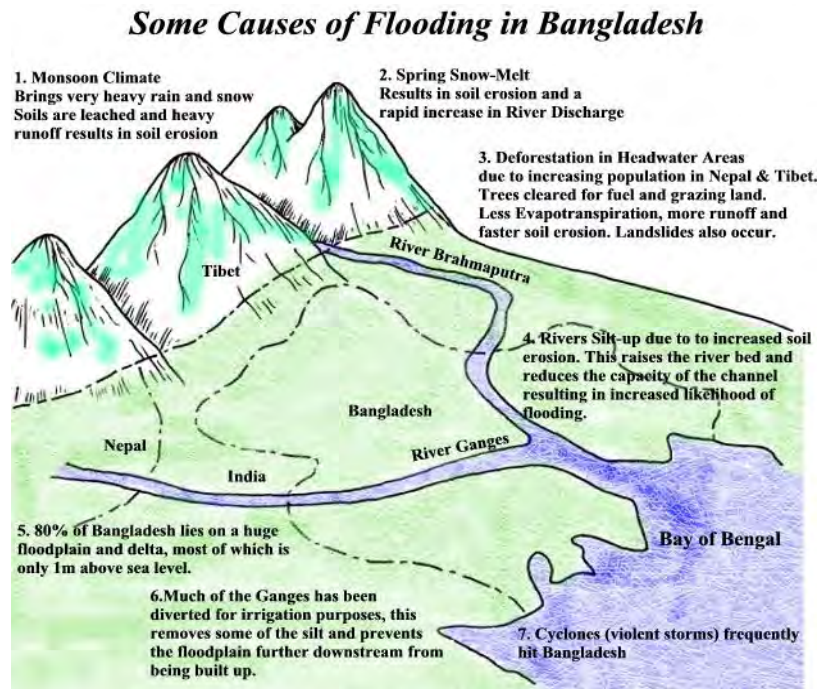 Some Causes of Flooding in Bangladesh
1. Monsoon Climate
Brings very heavy rain and snow
Soils are leached and heavy
runoff results in soil erosion
2. Spring Snow-Melt
Results in soil erosion and a
rapid increase in River Discharge
3. Deforestation in Headwater Areas
due to increasing population in Nepal & Tibet.
Trees cleared for fuel and grazing land.
Less Evapotranspiration, more runoff and
faster soil erosion. Landslides also occur.
River Brahmaputra
Tibet
4. Rivers Silt-up due to to increased soil
erosion. This raises the river bed and
reduces the capacity of the channel
resulting in increased likelihood of
flooding.
Bangladesh
Nepal
River Ganges
India
5. 80% of Bangladesh lies on a huge
floodplain and delta, most of which is
only 1m above sea level.
Bay of Bengal
6.Much of the Ganges has been
diverted for irrigation purposes, this
removes some of the silt and prevents
the floodplain further downstream from
being built up.
7. Cyclones (violent storms) frequently
hit Bangladesh